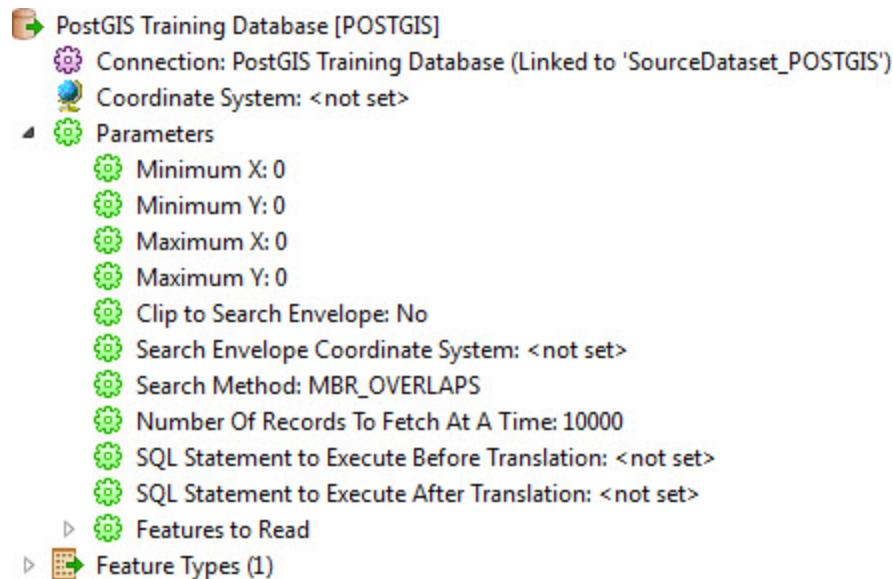 PostGIS Training Database [POSTGIS]
Connection: PostGIS Training Database (Linked to 'SourceDataset_POSTGIS')
Coordinate System: <not set>
Parameters
Minimum X: 0
Minimum Y: 0
Maximum X: 0
Maximum Y: 0
Clip to Search Envelope: No
Search Envelope Coordinate System: <not set>
Search Method: MBR_OVERLAPS
Number Of Records To Fetch At A Time: 10000
SQL Statement to Execute Before Translation: <not set>
SQL Statement to Execute After Translation: <not set>
Features to Read
Feature Types (1)